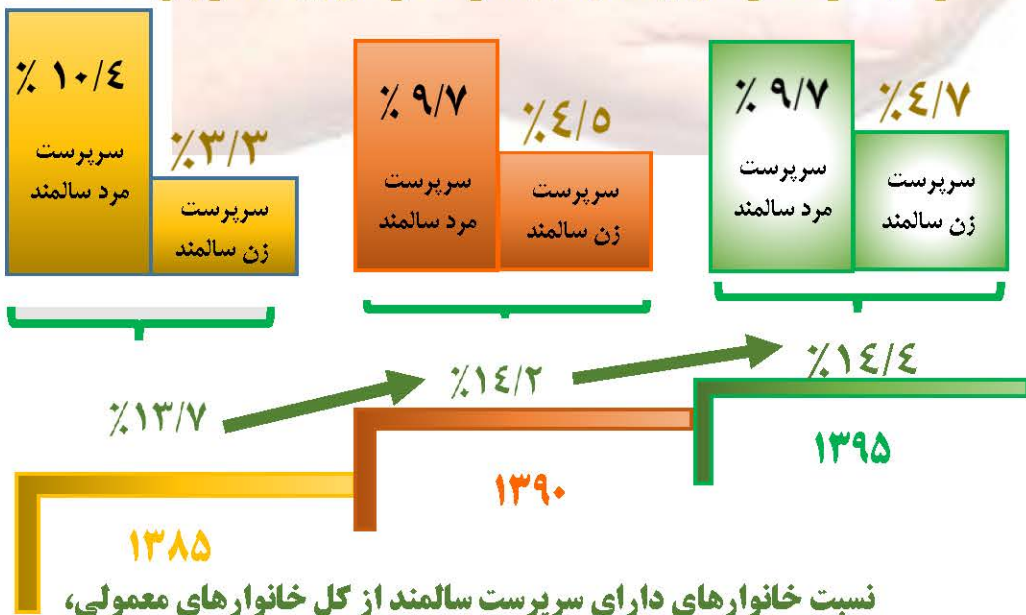 ٪ ۱۰/٤
سرپرست
مرد سالمند
٪۳/۳
سرپرست
زن سالمند
٪ ۹/۷
سرپرست
مرد سالمند
٪٤/٥
سرپرست
زن سالمند
٪ ۹/۷
سرپرست
مرد سالمند
٪٤/۷
سرپرست
زن سالمند
٪۱۳/۷
٪۱٤/۲
٪۱٤/٤
۱۳۸۵
۱۳۹۰
۱۳۹۵
نسبت خانوارهای دارای سرپرست سالمند از کل خانوارهای معمولی،